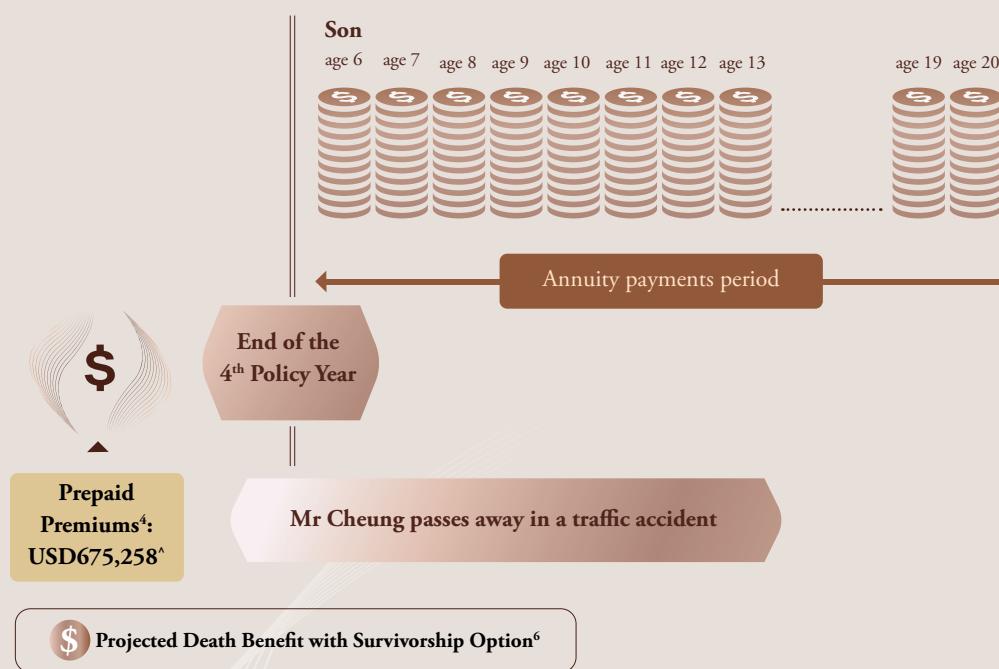 Son
age 6 age 7 age 8 age 9 age 10 age 11 age 12 age 13 age 19 age 20
Annuity payments period
End of the
4th Policy Year
$
Prepaid
Premiums4:
USD675,258^
Mr Cheung passes away in a traffic accident
$ Projected Death Benefit with Survivorship Option6